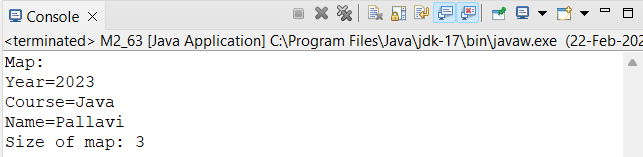 Console
<terminated> M2_63 [Java Application] C:\Program Files\Java\jdk-17\bin\javaw.exe (22-Feb-202
Map:
Year=2023
Course=Java
Name=Pallavi
Size of map: 3